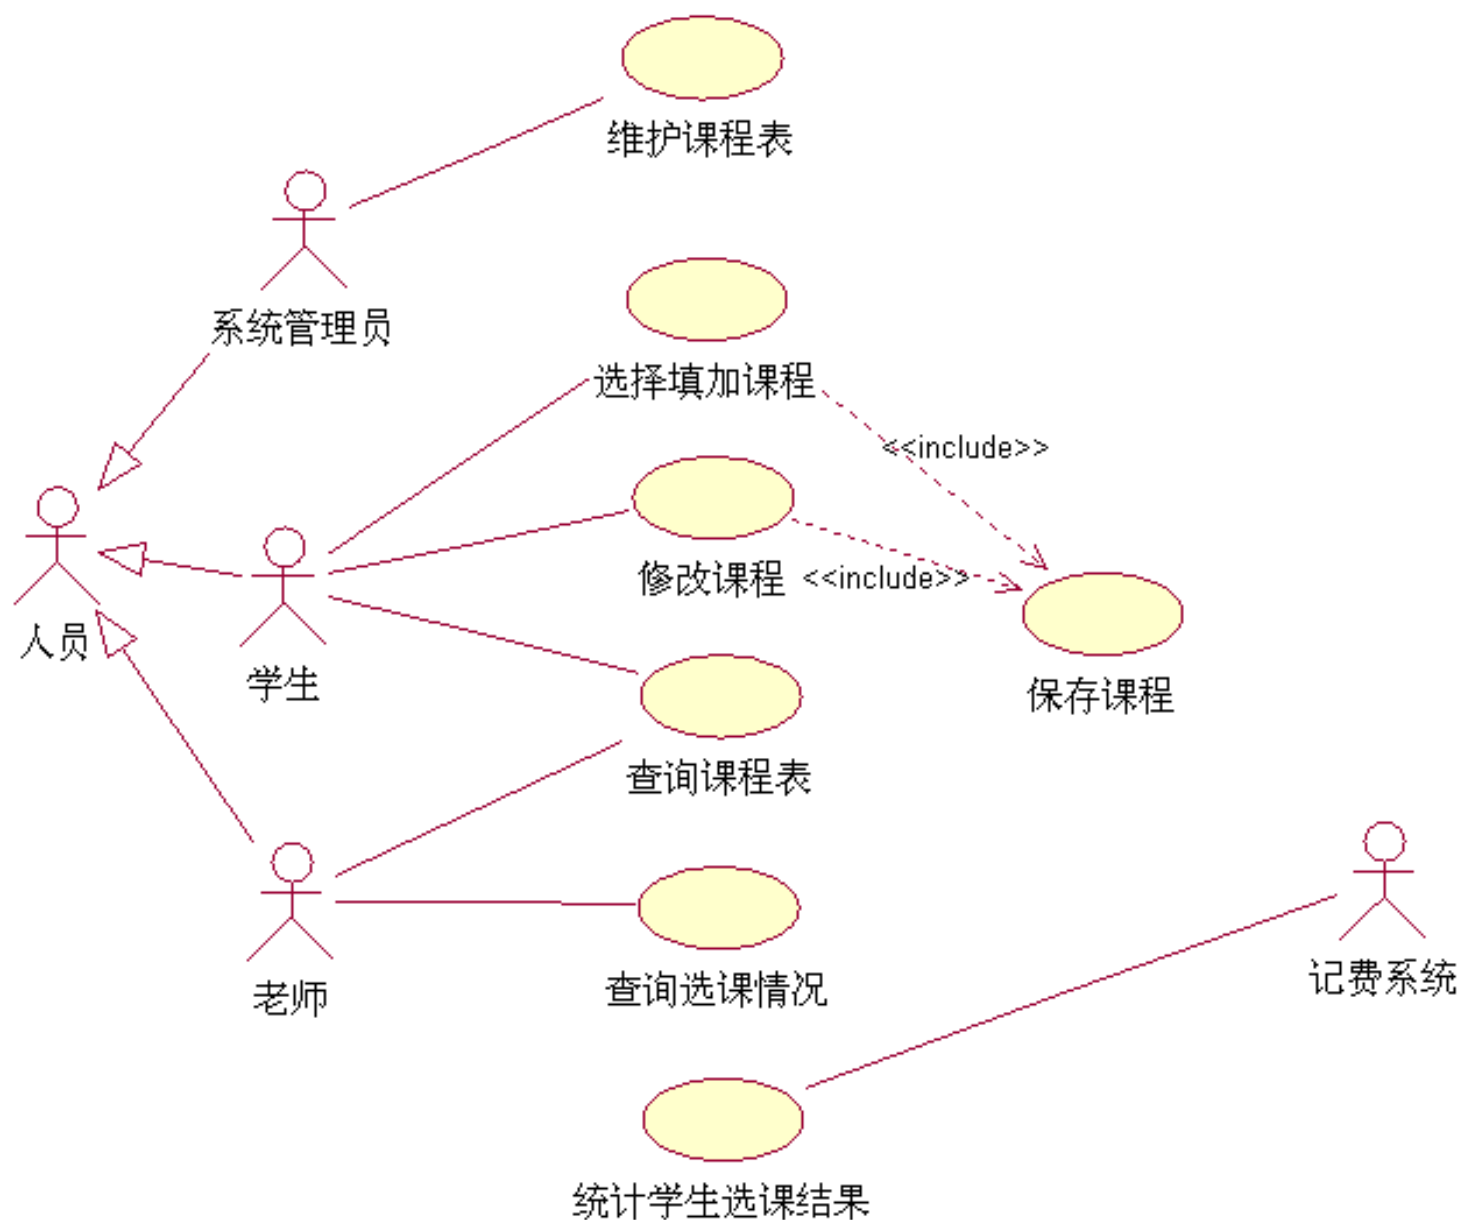 维护课程表
系统管理员
选择填加课程
<<include>>
修改课程
<<include>>
人员
学生
保存课程
查询课程表
查询选课情况
记费系统
老师
统计学生选课结果